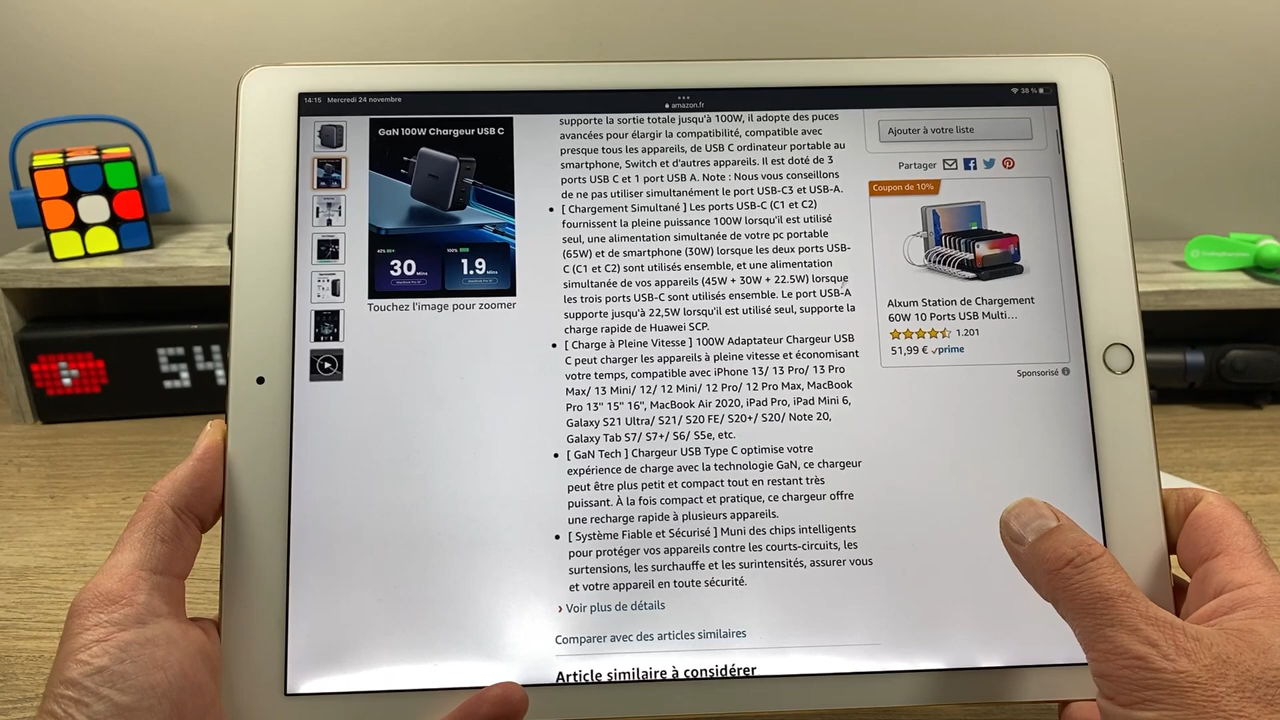 14:15 Mercredi 24 novembre
38 %
amazon.fr
GaN 100W Chargeur USB C
30 Mins
100%
1.9 Mins
Touchez l'image pour zoomer
supporte la sortie totale jusqu'à 100W, il adopte des puces
avancées pour élargir la compatibilité, compatible avec
presque tous les appareils, de USB C ordinateur portable au
smartphone, Switch et d'autres appareils. Il est doté de 3
ports USB C et 1 port USB A. Note : Nous vous conseillons
de ne pas utiliser simultanément le port USB-C3 et USB-A.
• [ Chargement Simultané ] Les ports USB-C (C1 et C2)
fournissent la pleine puissance 100W lorsqu'il est utilisé
seul, une alimentation simultanée de votre pc portable
(65W) et de smartphone (30W) lorsque les deux ports USB-
C (C1 et C2) sont utilisés ensemble, et une alimentation
simultanée de vos appareils (45W + 30W + 22.5W) lorsque
les trois ports USB-C sont utilisés ensemble. Le port USB-A
supporte jusqu'à 22,5W lorsqu'il est utilisé seul, supporte la
charge rapide de Huawei SCP.
• [ Charge à Pleine Vitesse ] 100W Adaptateur Chargeur USB
C peut charger les appareils à pleine vitesse et économisant
votre temps, compatible avec iPhone 13/ 13 Pro/ 13 Pro
Max/ 13 Mini/ 12/ 12 Mini/ 12 Pro/ 12 Pro Max, MacBook
Pro 13" 15" 16", MacBook Air 2020, iPad Pro, iPad Mini 6,
Galaxy S21 Ultra/ S21/ S20 FE/ S20+/ S20/ Note 20,
Galaxy Tab S7/ S7+/ S6/ S5e, etc.
• [ GaN Tech ] Chargeur USB Type C optimise votre
expérience de charge avec la technologie GaN, ce chargeur
peut être plus petit et compact tout en restant très
puissant. À la fois compact et pratique, ce chargeur offre
une recharge rapide à plusieurs appareils.
• [ Système Fiable et Sécurisé ] Muni des chips intelligents
pour protéger vos appareils contre les courts-circuits, les
surtensions, les surchauffe et les surintensités, assurer vous
et votre appareil en toute sécurité.
› Voir plus de détails
Comparer avec des articles similaires
Article similaire à considérer
Ajouter à votre liste
Partager
Coupon de 10%
Alxum Station de Chargement
60W 10 Ports USB Multi…
1.201
51,99 € prime
Sponsorisé
54